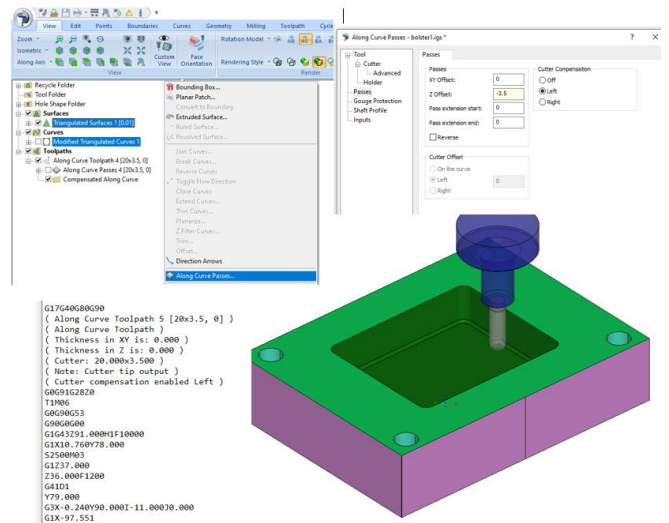 View Edit Points Boundaries Curves Geometry Milling Toolpath Cycle
Zoom
Isometric
Along Axis
Custom View
Face Orientation
Rotation Model
Rendering Style
View
Render
Recycle Folder
Tool Folder
Hole Shape Folder
Surfaces
Triangulated Surfaces 1 [0.01]
Curves
Modified Triangulated Curves 1
Toolpaths
Along Curve Toolpath 4 [20x3.5, 0]
Along Curve Passes 4 [20x3.5, 0]
Compensated Along Curve
Bounding Box...
Planar Patch...
Convert to Boundary
Extruded Surface...
Ruled Surface...
Revolved Surface...
Join Curves...
Break Curves...
Reverse Curves
Toggle Flow Direction
Close Curves
Extend Curves...
Thin Curves...
Planarize...
Z Filter Curves...
Trim...
Offset...
Direction Arrows
Along Curve Passes...
Along Curve Passes - bolster1.igs *
? X
Tool
Cutter
Advanced
Holder
Passes
Gouge Protection
Shaft Profile
Inputs
Passes
Passes
XY Offset: 0
Z Offset: -3.5
Pass extension start: 0
Pass extension end: 0
Reverse
Cutter Compensation
Off
Left
Right
Cutter Offset
On the curve
Left 0
Right
G17G40G80G90
( Along Curve Toolpath 5 [20x3.5, 0] )
( Along Curve Toolpath )
( Thickness in XY is: 0.000 )
( Thickness in Z is: 0.000 )
( Cutter: 20.000x3.500 )
( Note: Cutter tip output )
( Cutter compensation enabled Left )
G0G91G28Z0
T1M06
G0G90G53
G90G0G00
G1G43Z91.000H1F10000
G1X10.760Y78.000
S2500M03
G1Z37.000
Z36.000F1200
G41D1
Y79.000
G3X-0.240Y90.000I-11.000J0.000
G1X-97.551